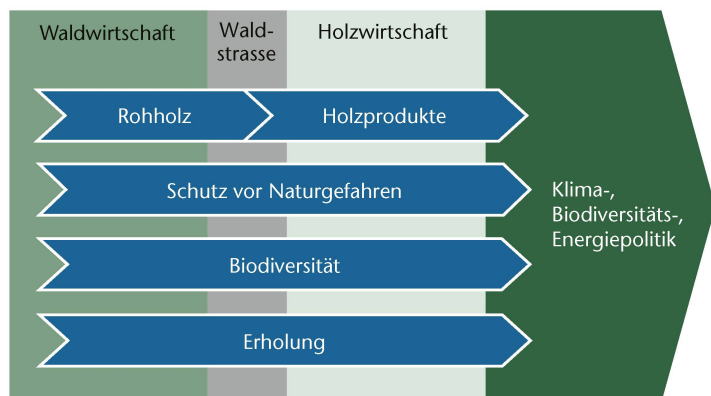 Waldwirtschaft
Wald-
strasse
Holzwirtschaft
Rohholz
Holzprodukte
Schutz vor Naturgefahren
Biodiversität
Erholung
Klima-,
Biodiversitäts-,
Energiepolitik